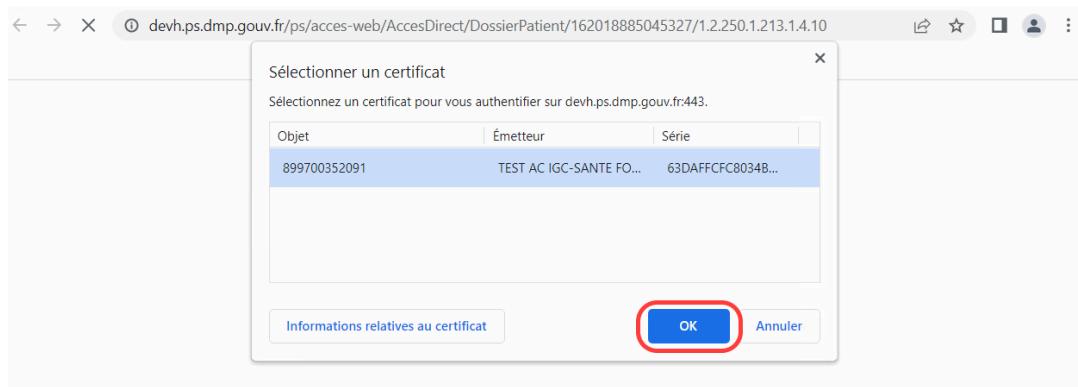 devh.ps.dmp.gouv.fr/ps/acces-web/AccesDirect/DossierPatient/162018885045327/1.2.250.1.213.1.4.10
Sélectionner un certificat
Sélectionnez un certificat pour vous authentifier sur devh.ps.dmp.gouv.fr:443.
Objet Émetteur Série
899700352091 TEST AC IGC-SANTE FO... 63DAFFCFC8034B...
Informations relatives au certificat OK Annuler